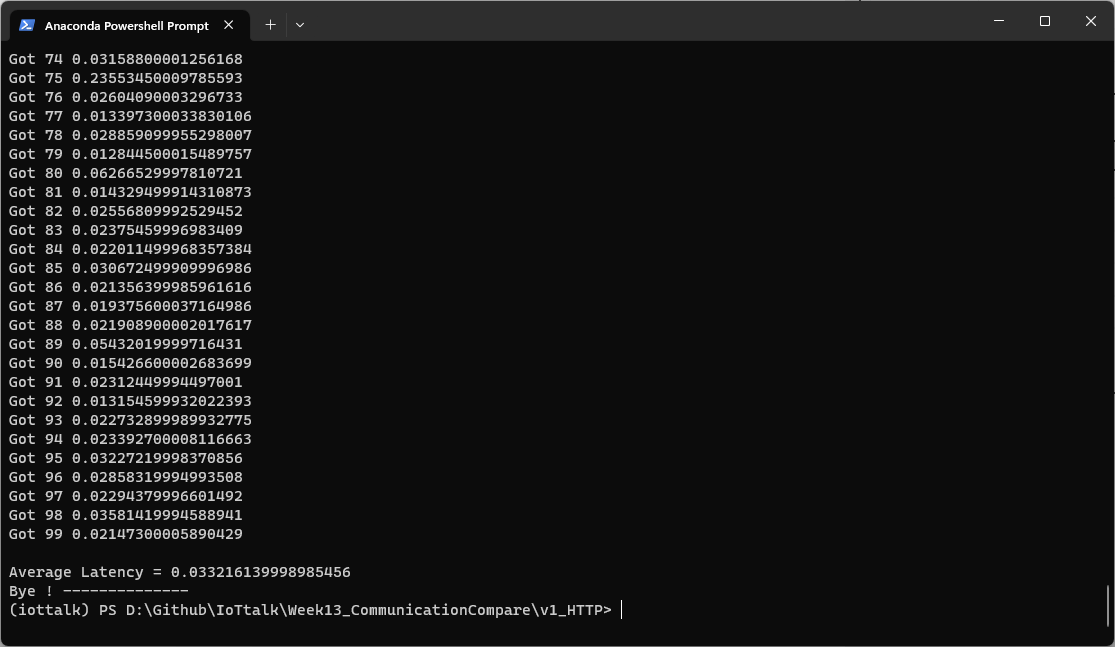 Anaconda Powershell Prompt
Got 74 0.03158800001256168
Got 75 0.23553450009785593
Got 76 0.02604090003296733
Got 77 0.013397300033830106
Got 78 0.028859099955298007
Got 79 0.012844500015489757
Got 80 0.06266529997810721
Got 81 0.014329499914310873
Got 82 0.02556809992529452
Got 83 0.02375459996983409
Got 84 0.022011499968357384
Got 85 0.030672499909996986
Got 86 0.021356399985961616
Got 87 0.019375600037164986
Got 88 0.021908900002017617
Got 89 0.05432019999716431
Got 90 0.015426600002683699
Got 91 0.02312449994497001
Got 92 0.013154599932022393
Got 93 0.022732899989932775
Got 94 0.023392700008116663
Got 95 0.03227219998370856
Got 96 0.02858319994993508
Got 97 0.02294379996601492
Got 98 0.03581419994588941
Got 99 0.02147300005890429
Average Latency = 0.033216139998985456
Bye ! --------------
(iottalk) PS D:\Github\IoTtalk\Week13_CommunicationCompare\v1_HTTP>